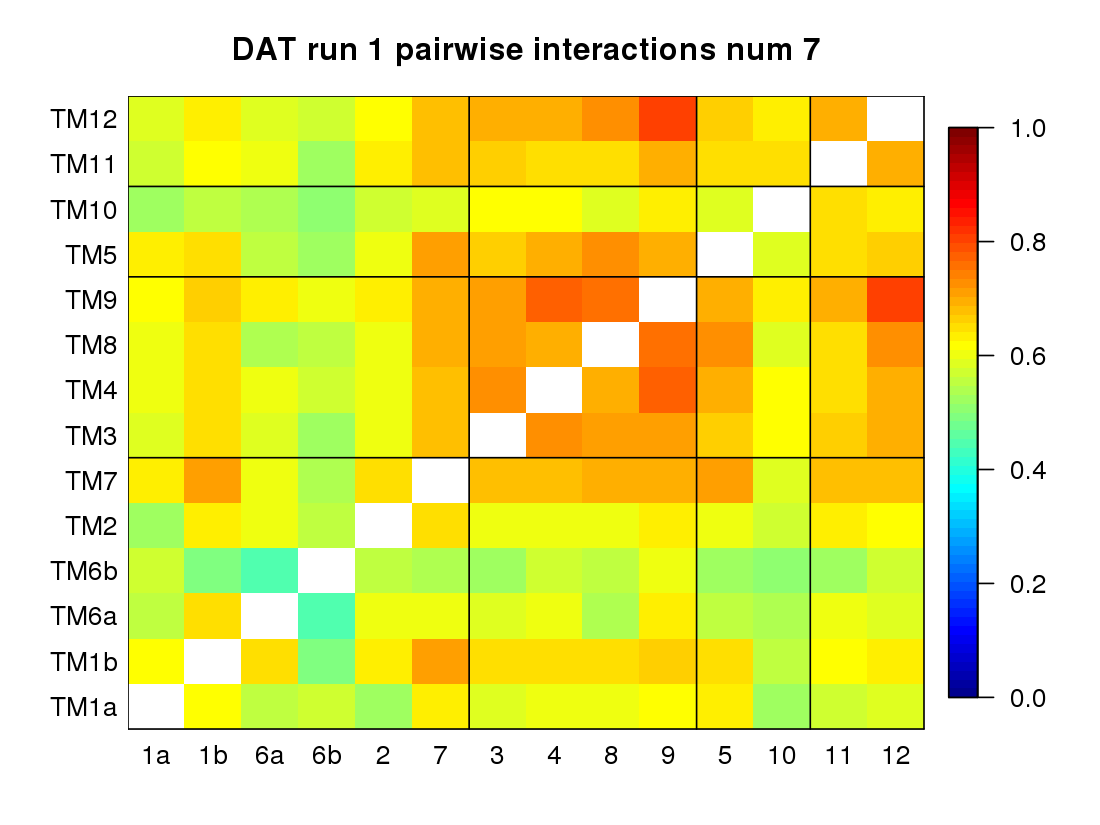 DAT run 1 pairwise interactions num 7
TM12
TM11
TM10
TM5
TM9
TM8
TM4
TM3
TM7
TM2
TM6b
TM6a
TM1b
TM1a
1a 1b 6a 6b 2 7 3 4 8 9 5 10 11 12
1.0
0.8
0.6
0.4
0.2
0.0